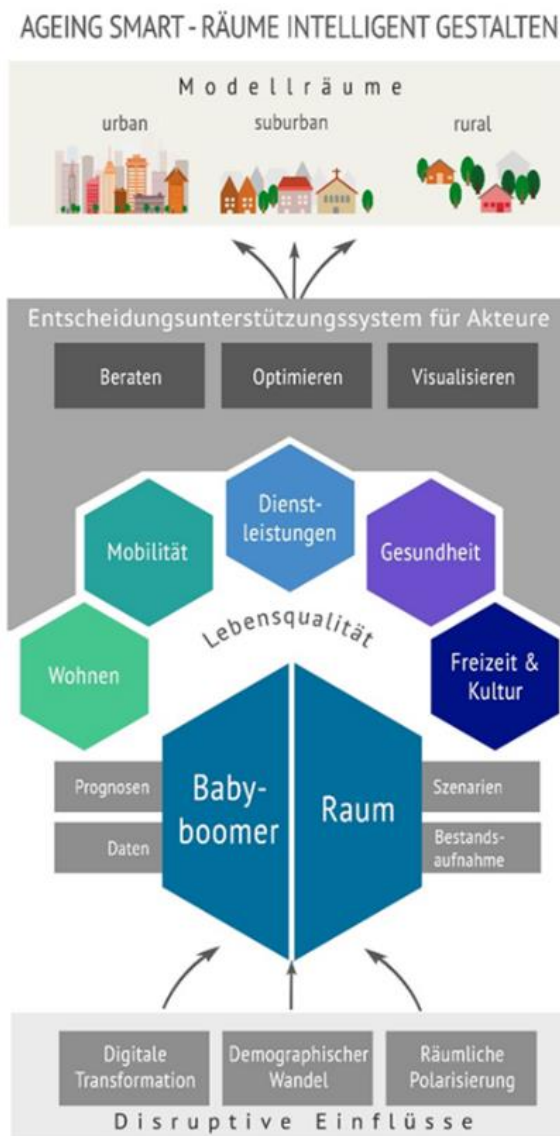 AGEING SMART - RÄUME INTELLIGENT GESTALTEN
Modellräume
urban
suburban
rural
Entscheidungsunterstützungssystem für Akteure
Beraten
Optimieren
Visualisieren
Dienst-
leistungen
Mobilität
Gesundheit
Lebensqualität
Wohnen
Freizeit &
Kultur
Prognosen
Daten
Baby-
boomer
Raum
Szenarien
Bestands-
aufnahme
Digitale
Transformation
Demographischer
Wandel
Räumliche
Polarisierung
Disruptive Einflüsse